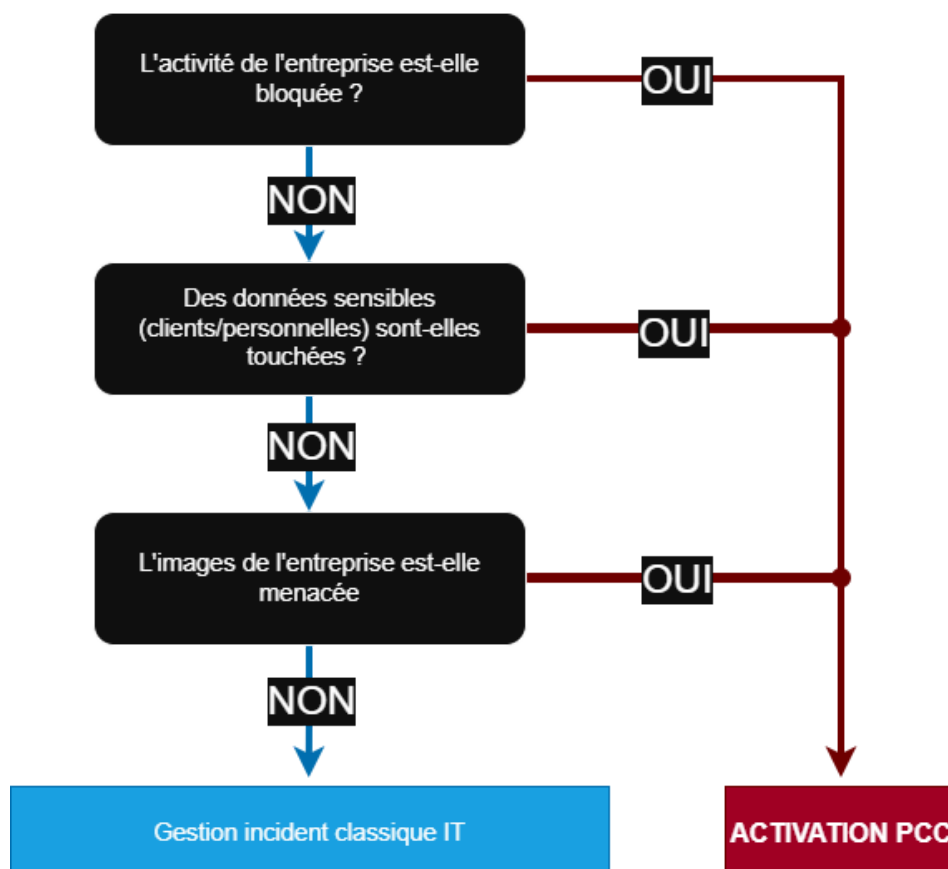 L'activité de l'entreprise est-elle
bloquée ?
OUI
NON
Des données sensibles
(clients/personnelles) sont-elles
touchées ?
OUI
NON
L'images de l'entreprise est-elle
menacée
OUI
NON
Gestion incident classique IT
ACTIVATION PCC